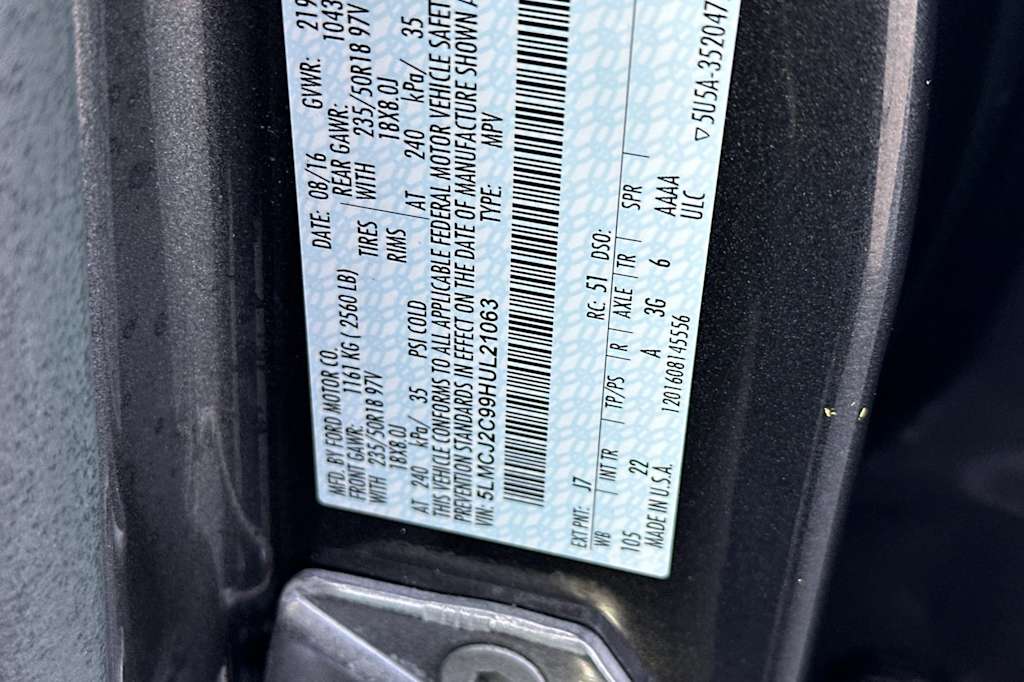 MFD. BY FORD MOTOR CO. DATE: 08/16 GVWR: 219
FRONT GAWR: 1161 KG ( 2560 LB) REAR GAWR: 1043
WITH 235/50R18 97V TIRES WITH 235/50R18 97V
18X8.0J RIMS 18X8.0J
AT 240 kPa/ 35 PSI COLD AT 240 kPa/ 35
THIS VEHICLE CONFORMS TO ALL APPLICABLE FEDERAL MOTOR VEHICLE SAFET
PREVENTION STANDARDS IN EFFECT ON THE DATE OF MANUFACTURE SHOWN A
VIN: 5LMCJ2C99HUL21063 TYPE: MPV
EXT PNT: J7 RC: 51 DSO:
WB INT TR TP/PS R AXLE TR SPR
105 22 A 3G 6 AAAA
MADE IN U.S.A. 1201608145556 ULC
▽5U5A-3520472